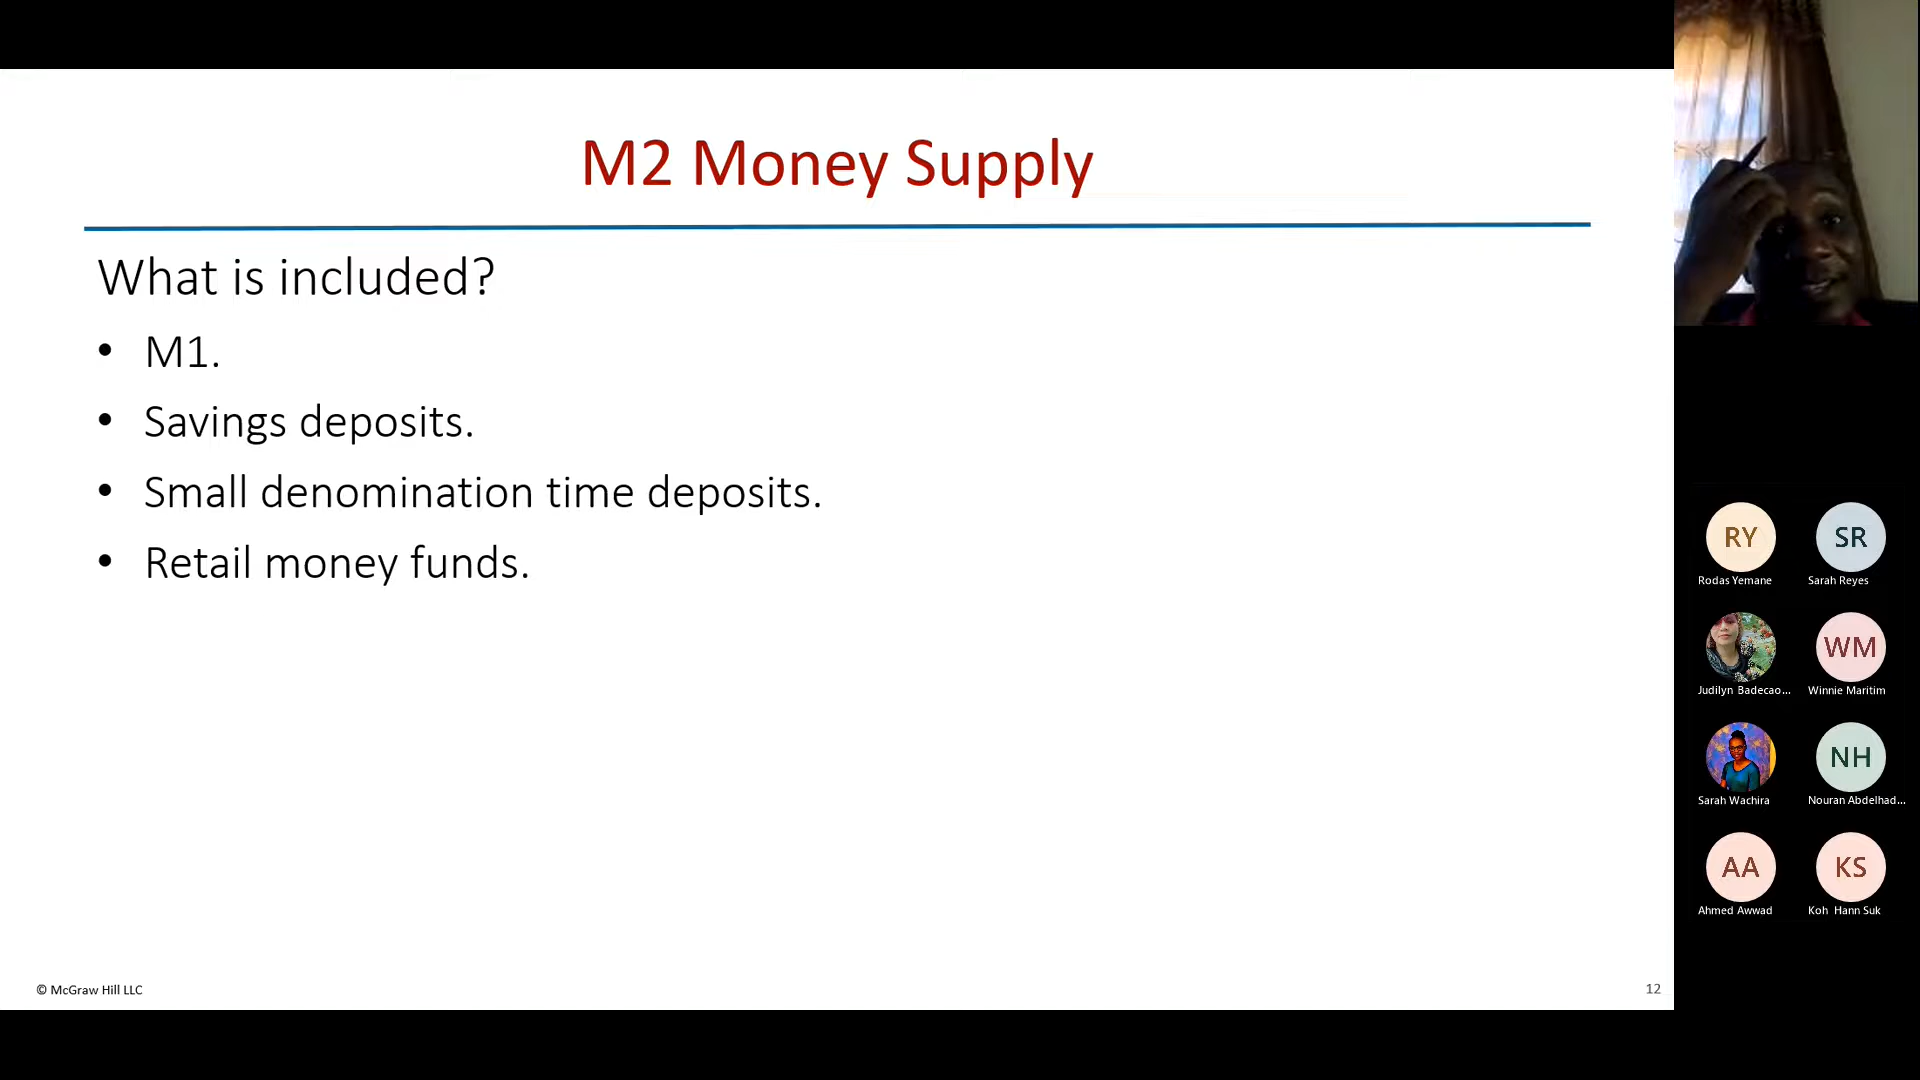 M2 Money Supply
What is included?
• M1.
• Savings deposits.
• Small denomination time deposits.
• Retail money funds.
© McGraw Hill LLC
12
RY
Rodas Yemane
SR
Sarah Reyes
Judilyn Badecao...
WM
Winnie Maritim
Sarah Wachira
NH
Nouran Abdelhad...
AA
Ahmed Awwad
KS
Koh Hann Suk